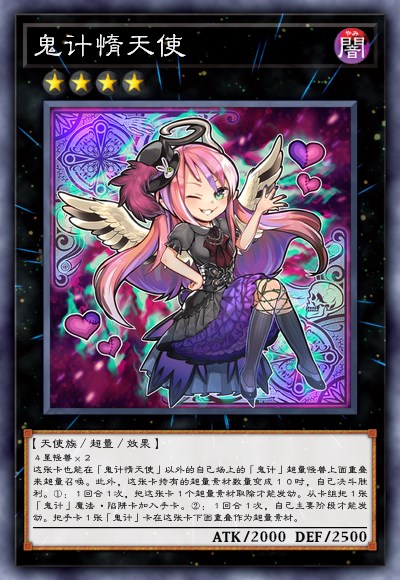 鬼计惰天使
やみ
闇
【天使族／超量／效果】
４星怪兽×２
这张卡也能在「鬼计惰天使」以外的自己场上的「鬼计」超量怪兽上面重叠
来超量召唤。此外，这张卡持有的超量素材数量变成１０时，自己决斗胜
利。①：１回合１次，把这张卡１个超量素材取除才能发动。从卡组把１张
「鬼计」魔法·陷阱卡加入手卡。②：１回合１次，自己主要阶段才能发
动。把手卡１张「鬼计」卡在这张卡下面重叠作为超量素材。
ATK/2000 DEF/2500